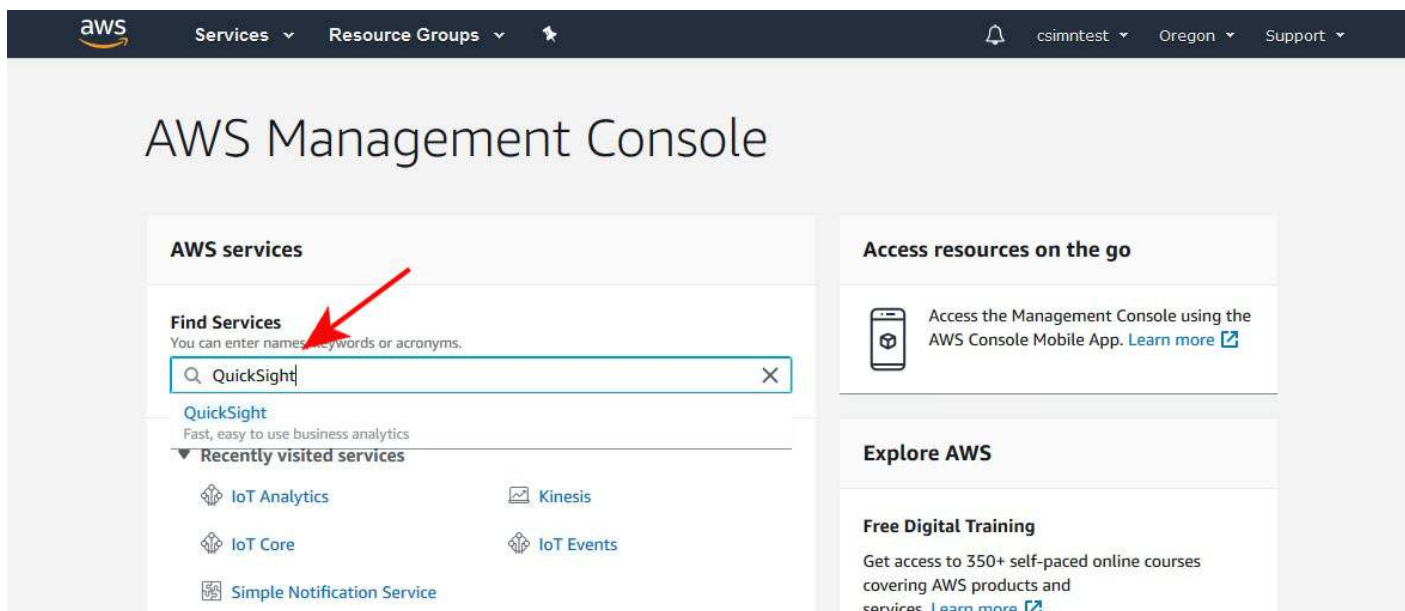 aws Services Resource Groups csimntest Oregon Support
AWS Management Console
AWS services
Find Services
You can enter names, keywords or acronyms.
QuickSight
QuickSight
Fast, easy to use business analytics
Recently visited services
IoT Analytics
Kinesis
IoT Core
IoT Events
Simple Notification Service
Access resources on the go
Access the Management Console using the
AWS Console Mobile App. Learn more
Explore AWS
Free Digital Training
Get access to 350+ self-paced online courses
covering AWS products and
services. Learn more